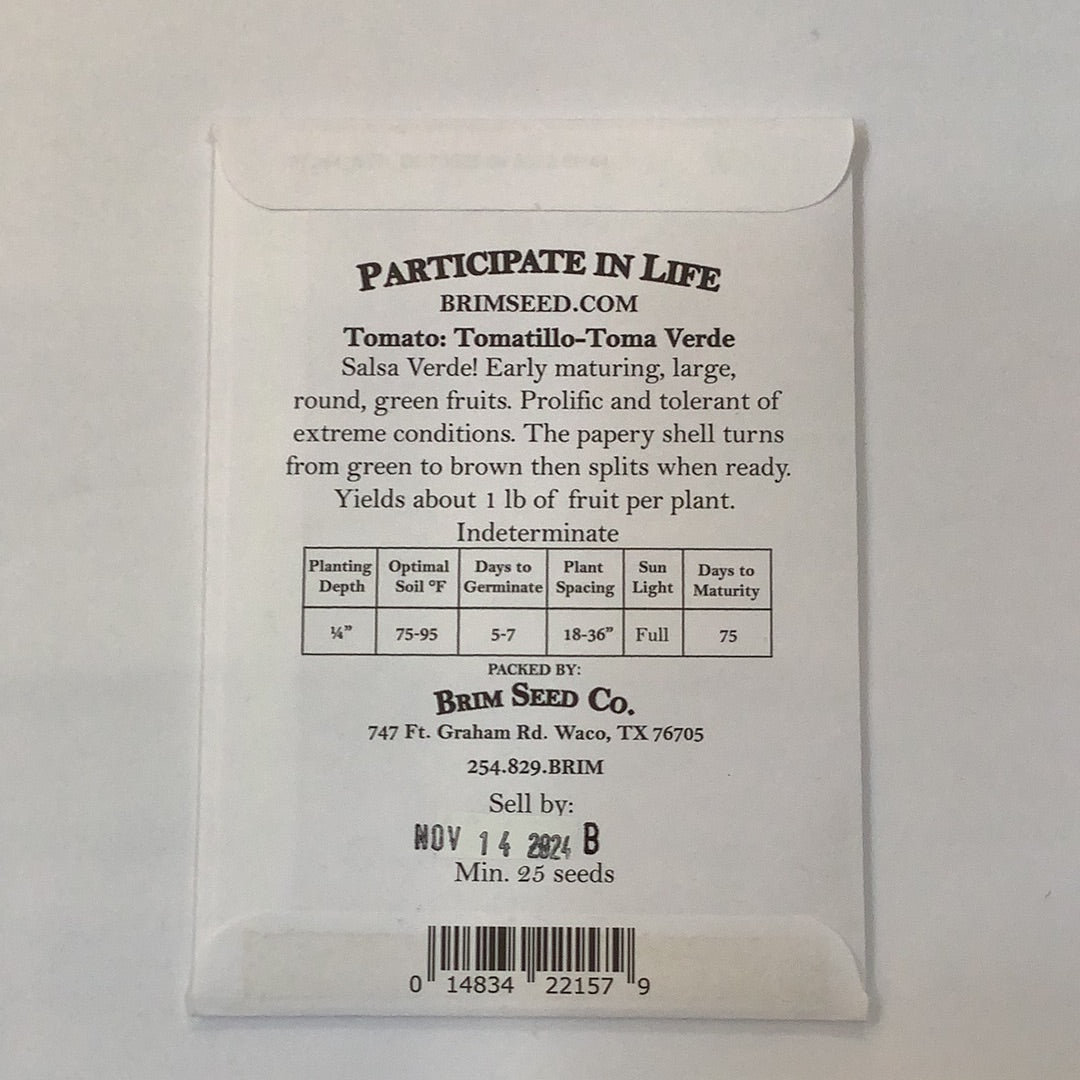 PARTICIPATE IN LIFE
BRIMSEED.COM
Tomato: Tomatillo-Toma Verde
Salsa Verde! Early maturing, large,
round, green fruits. Prolific and tolerant of
extreme conditions. The papery shell turns
from green to brown then splits when ready.
Yields about 1 lb of fruit per plant.
Indeterminate
Planting Depth Optimal Soil °F Days to Germinate Plant Spacing Sun Light Days to Maturity
¼” 75-95 5-7 18-36” Full 75
PACKED BY:
BRIM SEED CO.
747 Ft. Graham Rd. Waco, TX 76705
254.829.BRIM
Sell by:
NOV 14 2024 B
Min. 25 seeds
0 14834 22157 9